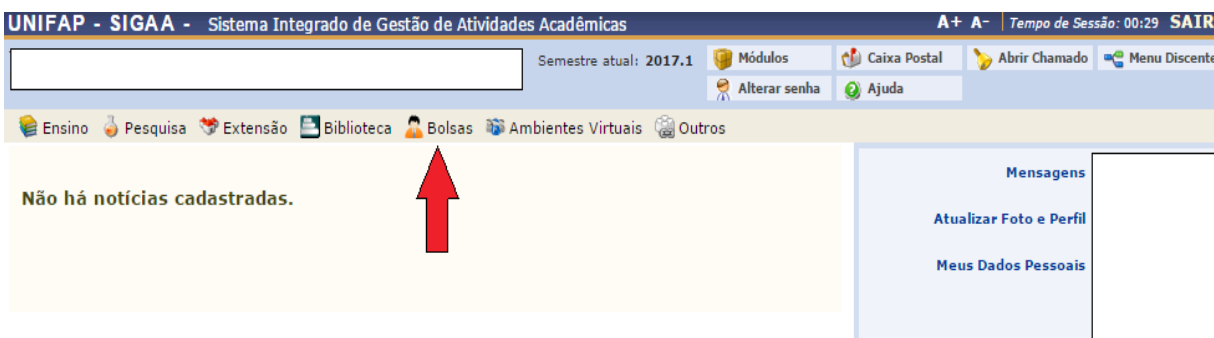 UNIFAP - SIGAA - Sistema Integrado de Gestão de Atividades Acadêmicas A+ A- Tempo de Sessão: 00:29 SAIR
Semestre atual: 2017.1 Módulos Caixa Postal Abrir Chamado Menu Discente
Alterar senha Ajuda
Ensino Pesquisa Extensão Biblioteca Bolsas Ambientes Virtuais Outros
Não há notícias cadastradas.
Mensagens
Atualizar Foto e Perfil
Meus Dados Pessoais